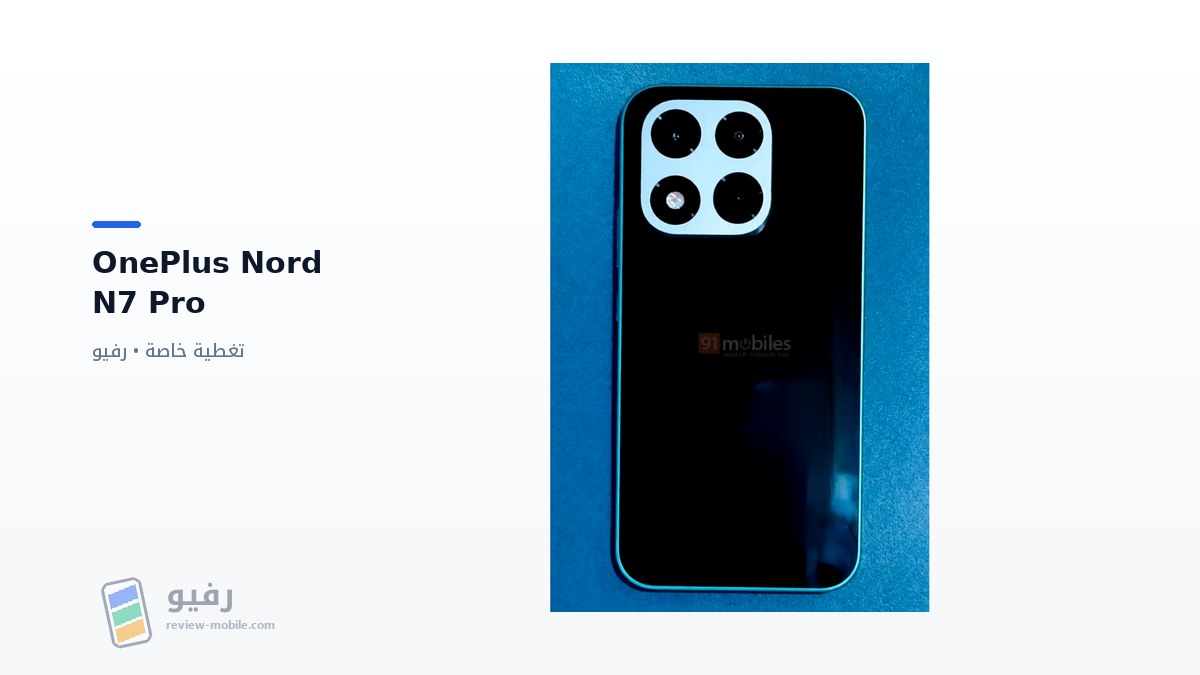 OnePlus Nord
N7 Pro
تغطية خاصة • رفيو
91mobiles
رفيو
review-mobile.com